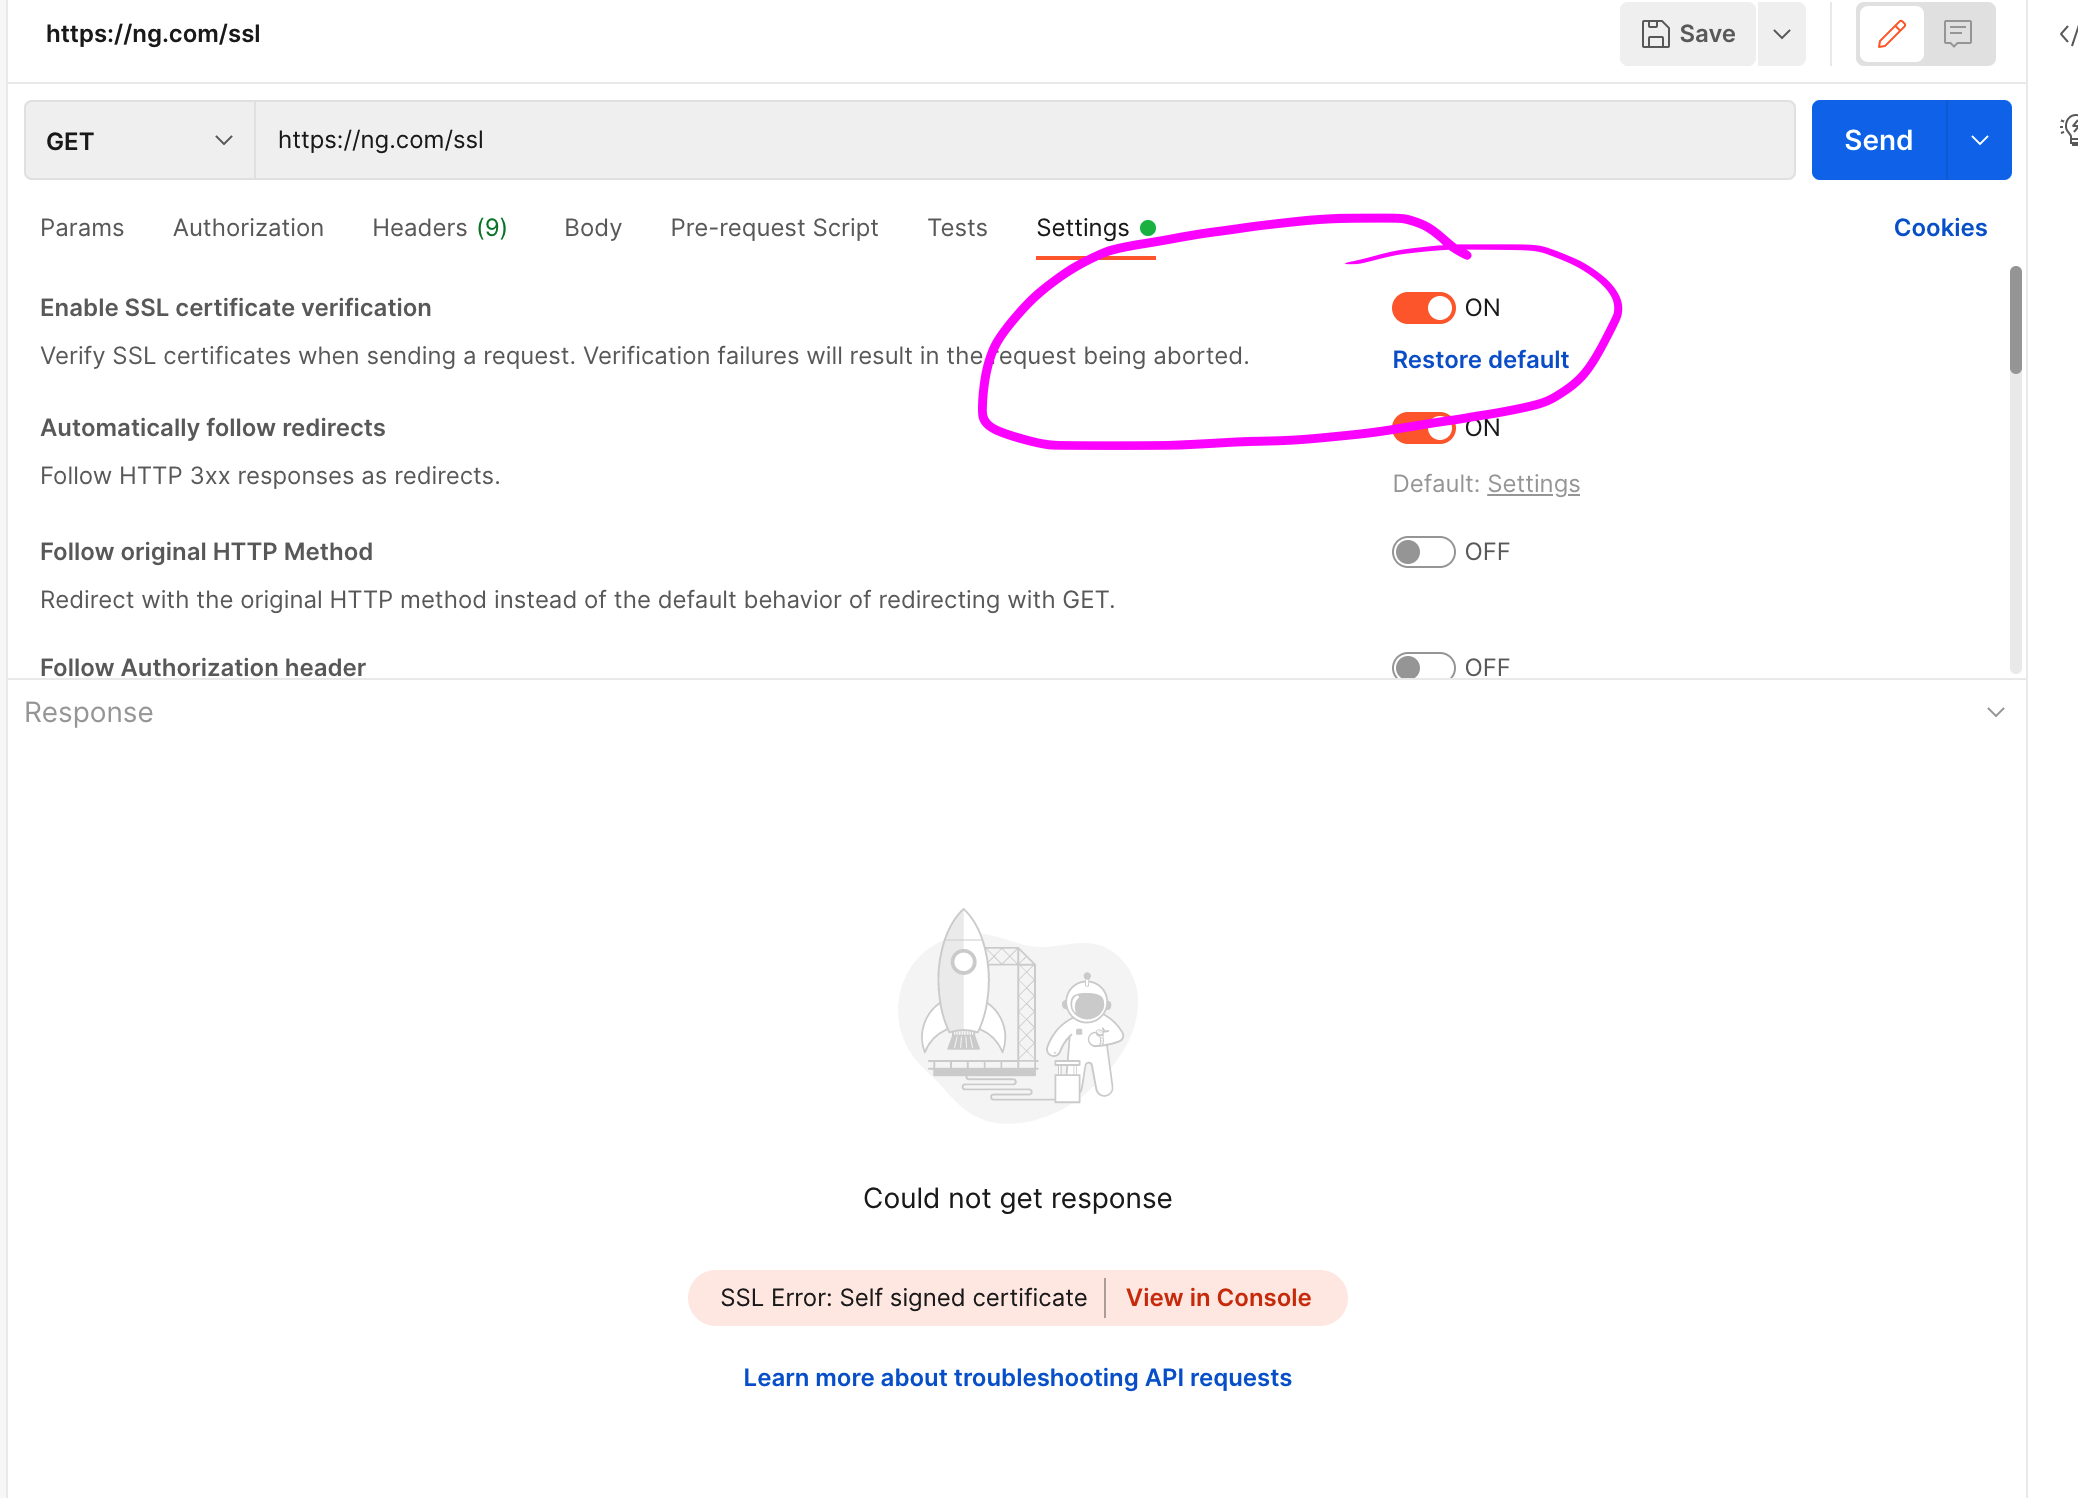 https://ng.com/ssl
Save
GET
https://ng.com/ssl
Send
Params Authorization Headers (9) Body Pre-request Script Tests Settings Cookies
Enable SSL certificate verification
ON
Verify SSL certificates when sending a request. Verification failures will result in the request being aborted.
Restore default
Automatically follow redirects
ON
Follow HTTP 3xx responses as redirects.
Default: Settings
Follow original HTTP Method
OFF
Redirect with the original HTTP method instead of the default behavior of redirecting with GET.
Follow Authorization header
OFF
Response
Could not get response
SSL Error: Self signed certificate
View in Console
Learn more about troubleshooting API requests